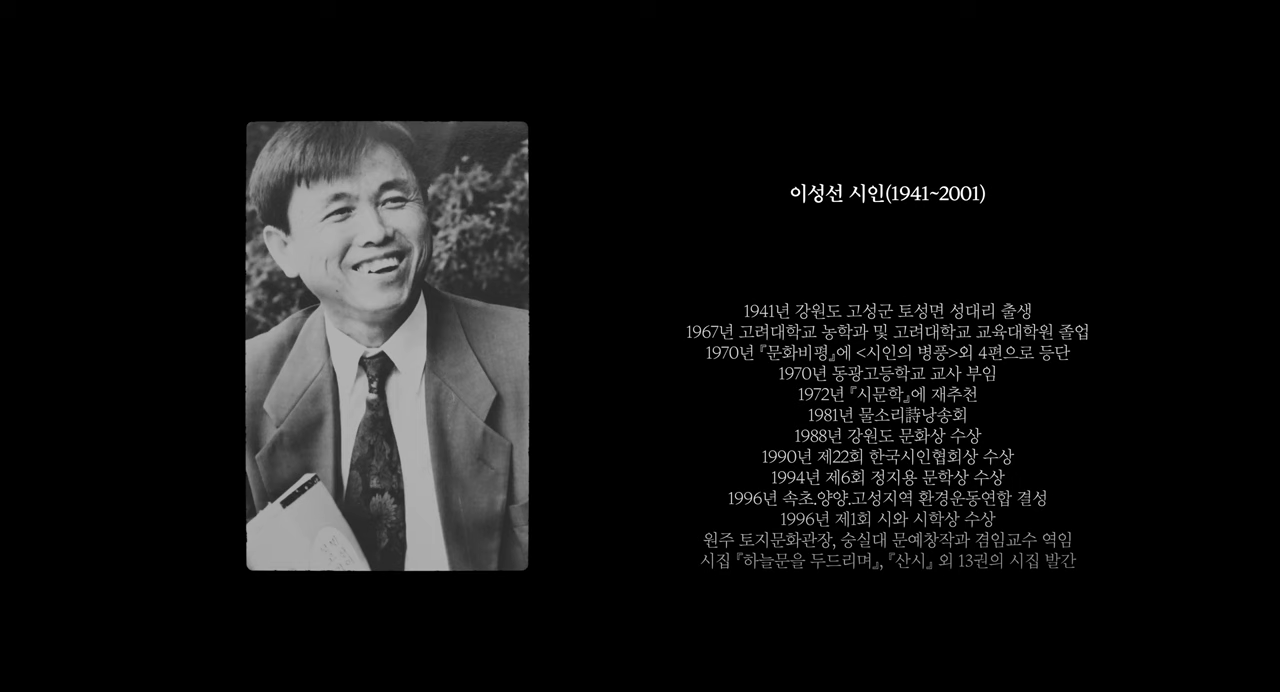 이성선 시인(1941~2001)
1941년 강원도 고성군 토성면 성대리 출생
1967년 고려대학교 농학과 및 고려대학교 교육대학원 졸업
1970년 『문화비평』에 <시인의 병풍>외 4편으로 등단
1970년 동광고등학교 교사 부임
1972년 『시문학』에 재추천
1981년 물소리詩낭송회
1988년 강원도 문화상 수상
1990년 제22회 한국시인협회상 수상
1994년 제6회 정지용 문학상 수상
1996년 속초.양양.고성지역 환경운동연합 결성
1996년 제1회 시와 시학상 수상
원주 토지문화관장, 숭실대 문예창작과 겸임교수 역임
시집 『하늘문을 두드리며』, 『산시』 외 13권의 시집 발간